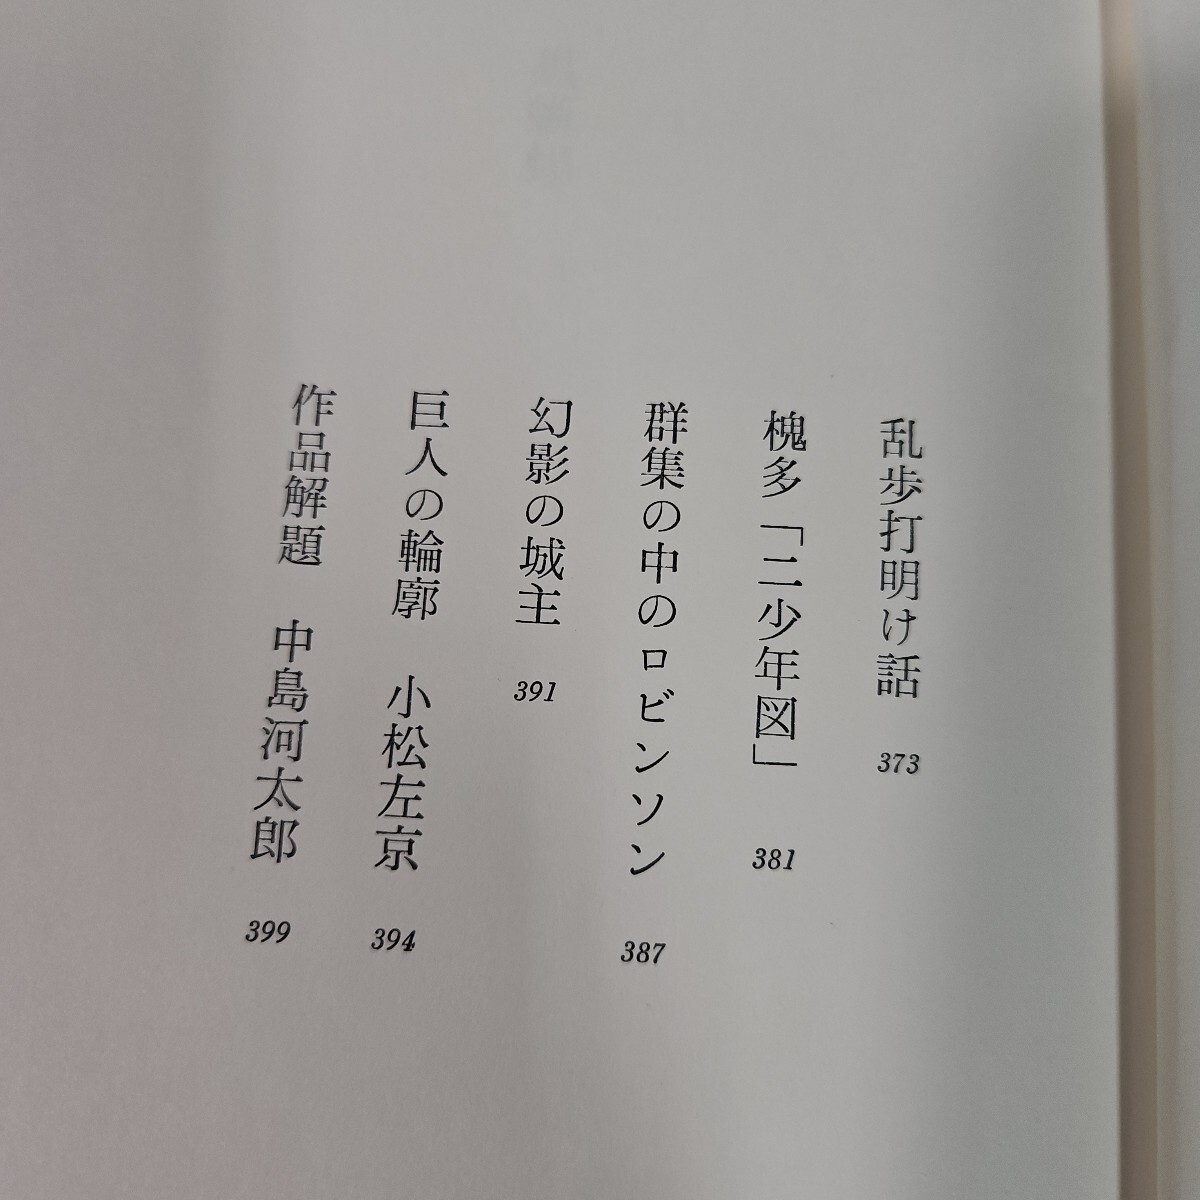 乱歩打明け話 373
槐多「二少年図」 381
群集の中のロビンソン 387
幻影の城主 391
巨人の輪廓 小松左京 394
作品解題 中島河太郎 399